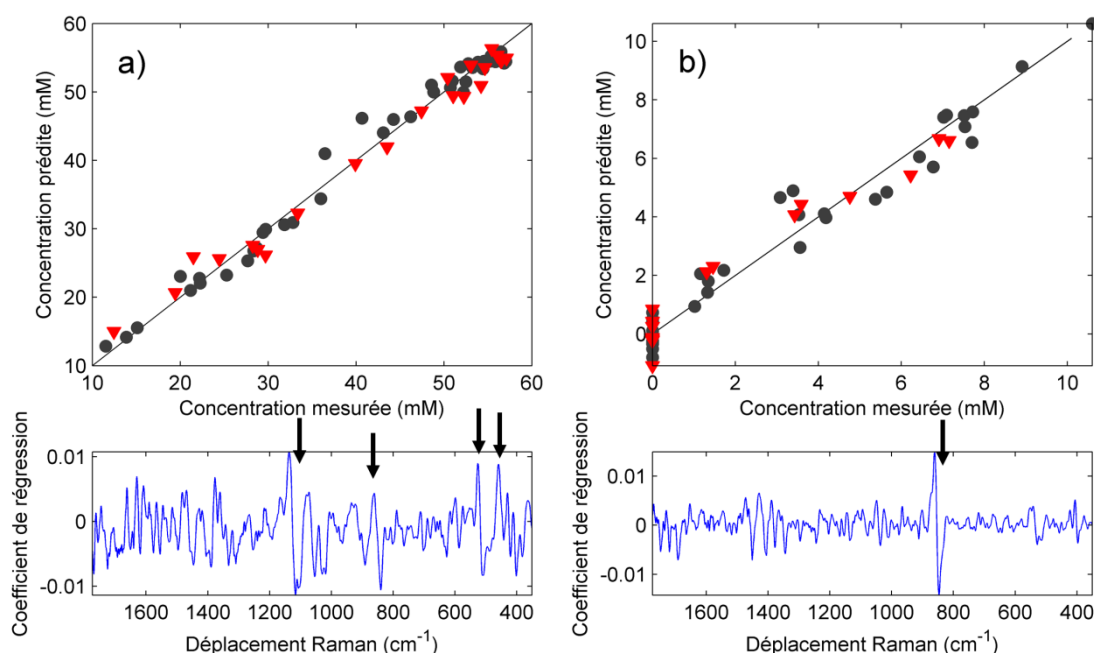 a)
Concentration prédite (mM)
60
50
40
30
20
10
10 20 30 40 50 60
Concentration mesurée (mM)
b)
Concentration prédite (mM)
10
8
6
4
2
0
0 2 4 6 8 10
Concentration mesurée (mM)
Coefficient de régression
0.01
0
-0.01
1600 1400 1200 1000 800 600 400
Déplacement Raman (cm⁻¹)
Coefficient de régression
0.01
0
-0.01
1600 1400 1200 1000 800 600 400
Déplacement Raman (cm⁻¹)